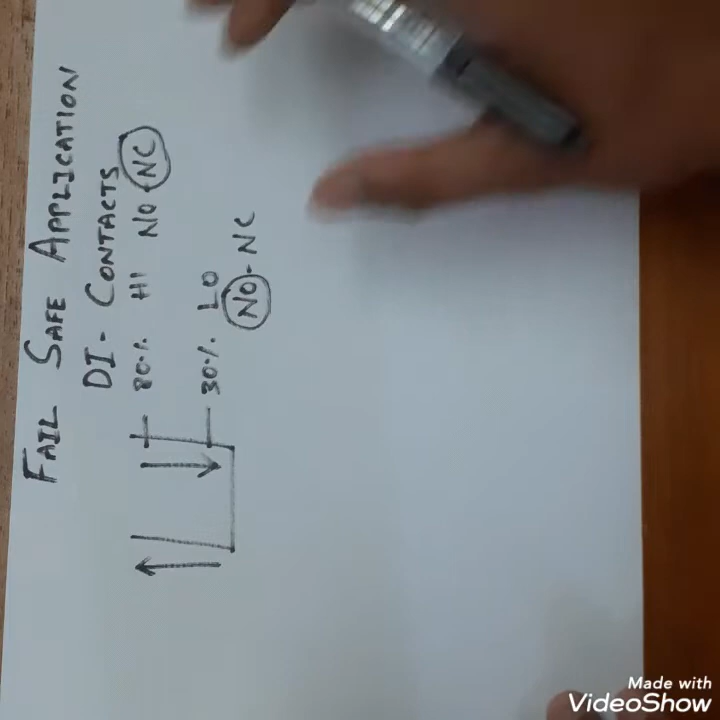 FAIL SAFE APPLICATION
DI- CONTACTS
80% HI NO-NC
30% LO
NO-NC
Made with
VideoShow